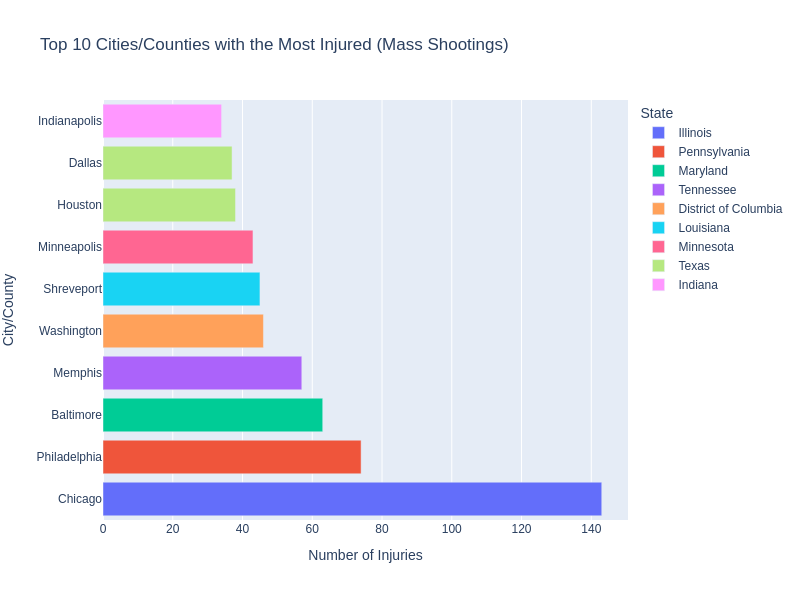 Top 10 Cities/Counties with the Most Injured (Mass Shootings)
State
Illinois
Pennsylvania
Maryland
Tennessee
District of Columbia
Louisiana
Minnesota
Texas
Indiana
City/County
Indianapolis
Dallas
Houston
Minneapolis
Shreveport
Washington
Memphis
Baltimore
Philadelphia
Chicago
0 20 40 60 80 100 120 140
Number of Injuries